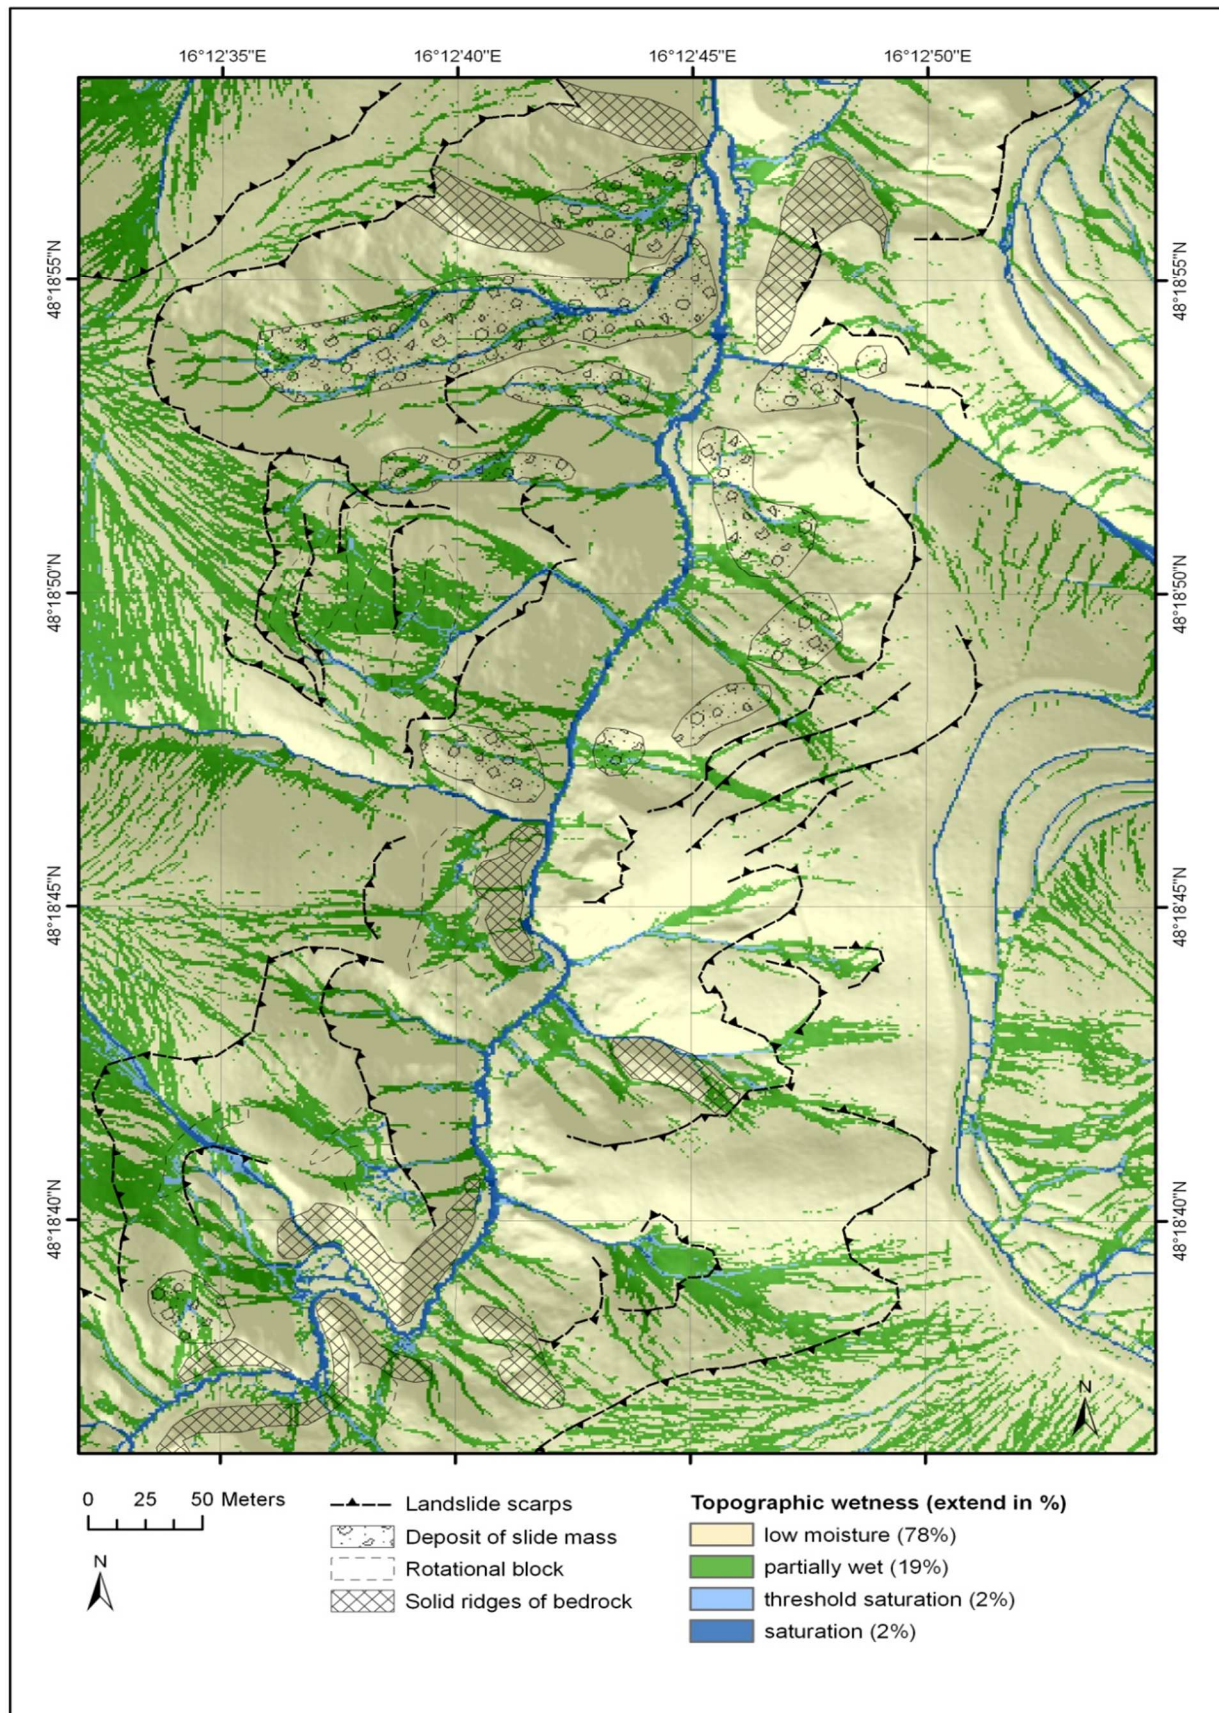 16°12'35"E 16°12'40"E 16°12'45"E 16°12'50"E
48°18'55"N 48°18'55"N
48°18'50"N 48°18'50"N
48°18'45"N 48°18'45"N
48°18'40"N 48°18'40"N
N
0 25 50 Meters
N
Landslide scarps
Deposit of slide mass
Rotational block
Solid ridges of bedrock
Topographic wetness (extend in %)
low moisture (78%)
partially wet (19%)
threshold saturation (2%)
saturation (2%)